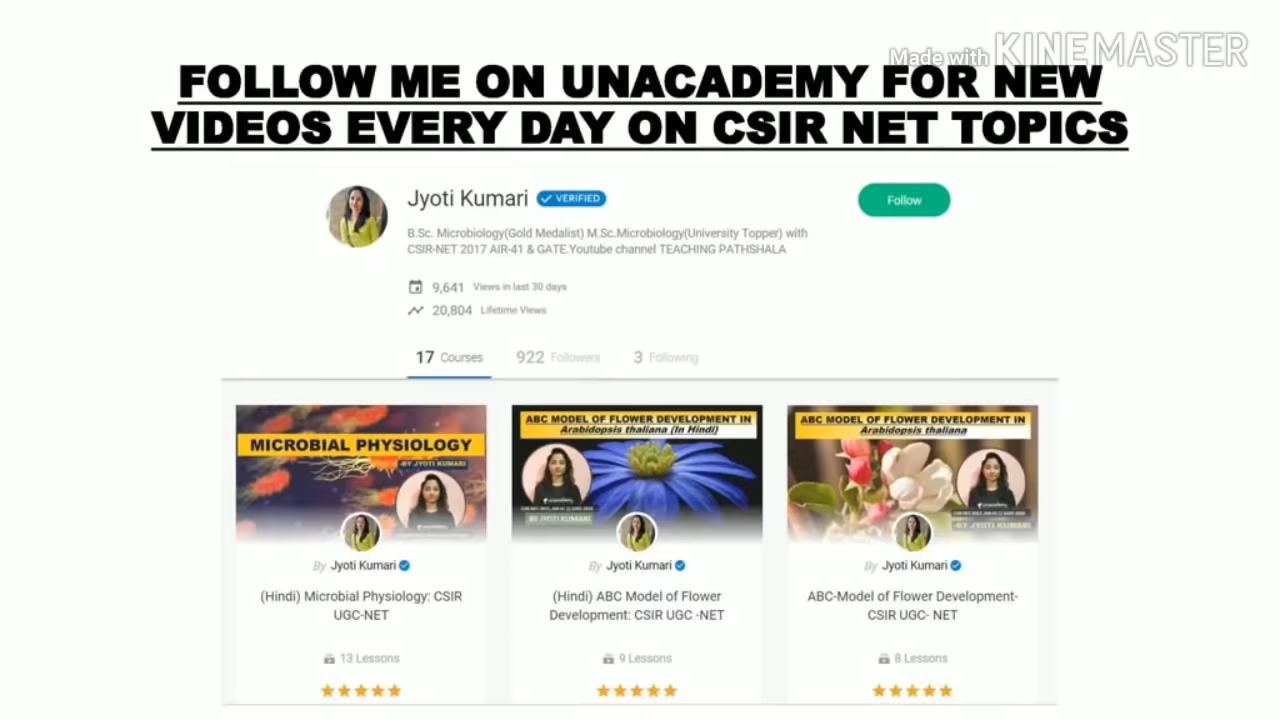 Made with KINEMASTER
FOLLOW ME ON UNACADEMY FOR NEW
VIDEOS EVERY DAY ON CSIR NET TOPICS
Jyoti Kumari VERIFIED
Follow
B.Sc. Microbiology(Gold Medalist) M.Sc.Microbiology(University Topper) with
CSIR-NET 2017 AIR-41 & GATE.Youtube channel TEACHING PATHSHALA
9,641 Views in last 30 days
20,804 Lifetime Views
17 Courses 922 Followers 3 Following
MICROBIAL PHYSIOLOGY
-BY JYOTI KUMARI
By Jyoti Kumari
(Hindi) Microbial Physiology: CSIR
UGC-NET
13 Lessons
ABC MODEL OF FLOWER DEVELOPMENT IN
Arabidopsis thaliana (In Hindi)
BY JYOTI KUMARI
By Jyoti Kumari
(Hindi) ABC Model of Flower
Development: CSIR UGC -NET
9 Lessons
ABC MODEL OF FLOWER DEVELOPMENT IN
Arabidopsis thaliana
-BY JYOTI KUMARI
By Jyoti Kumari
ABC-Model of Flower Development-
CSIR UGC- NET
8 Lessons